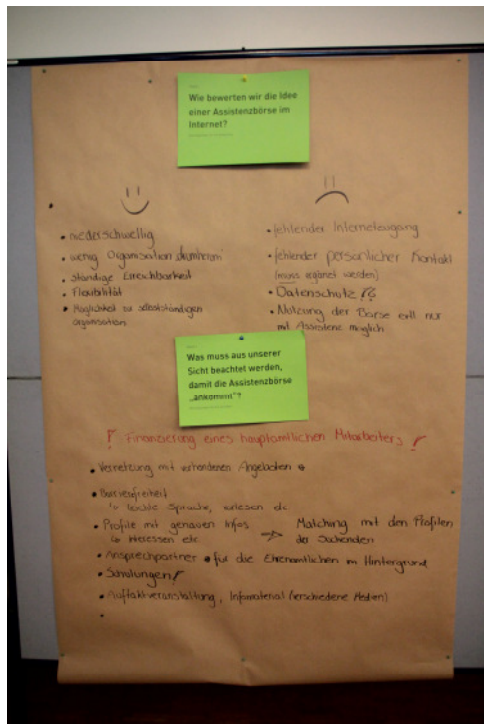 Wie bewerten wir die Idee
einer Assistenzbörse im
Internet?
• niederschwellig
• wenig Organisation drumherum
• ständige Erreichbarkeit
• Flexibilität
• Möglichkeit zu selbstständigen
Organisation
• fehlender Internetzugang
• fehlender persönlicher Kontakt
(muss ergänzt werden)
• Datenschutz !?
• Nutzung der Börse evtl nur
mit Assistenz möglich
Was muss aus unserer
Sicht beachtet werden,
damit die Assistenzbörse
„ankommt“?
! Finanzierung eines hauptamtlichen Mitarbeiters !
• Vernetzung mit vorhandenen Angeboten
• Barrierefreiheit
↳ leichte Sprache, vorlesen etc
• Profile mit genauen Infos → Matching mit den Profilen
↳ Interessen etc. der Suchenden
• Ansprechpartner für die Ehrenamtlichen im Hintergrund
• Schulungen!
• Auftaktveranstaltung, Infomaterial (verschiedene Medien)
•